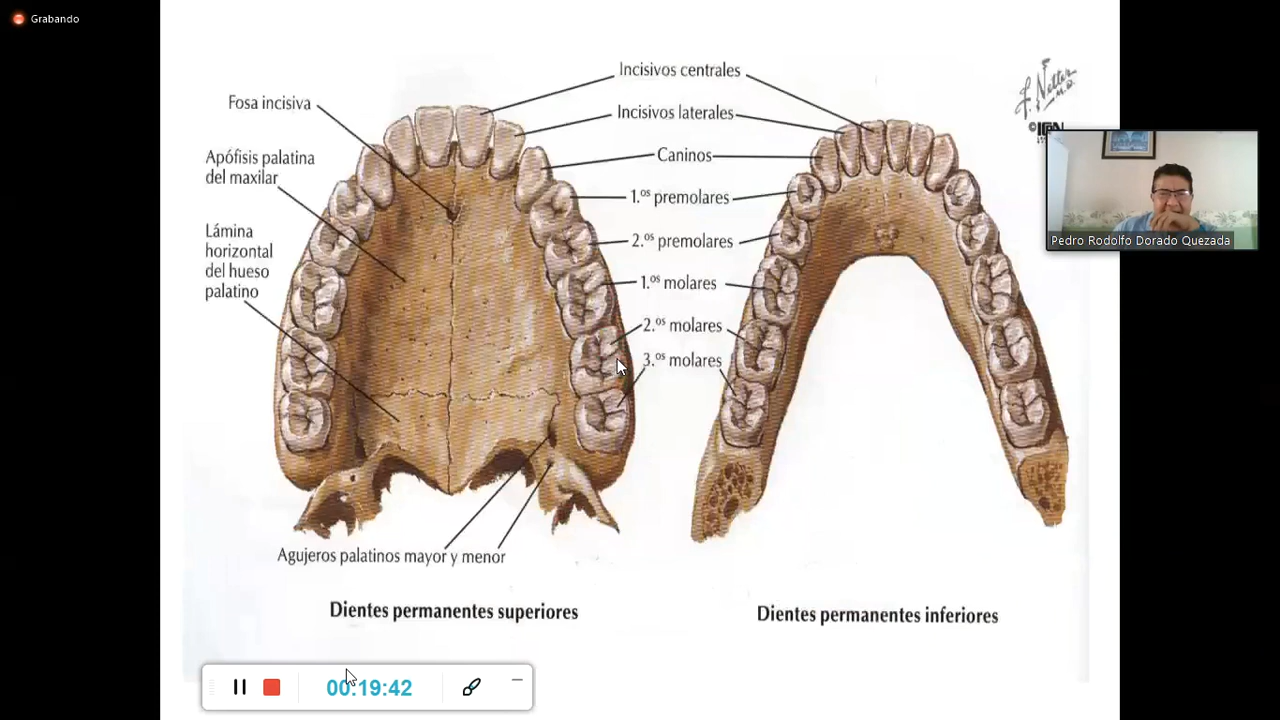 Grabando
Incisivos centrales
Fosa incisiva
Incisivos laterales
Apófisis palatina
del maxilar
Caninos
1.os premolares
Lámina
horizontal
del hueso
palatino
2.os premolares
1.os molares
2.os molares
3.os molares
Agujeros palatinos mayor y menor
Dientes permanentes superiores
Dientes permanentes inferiores
F. Netter
M.D.
Pedro Rodolfo Dorado Quezada
00:19:42